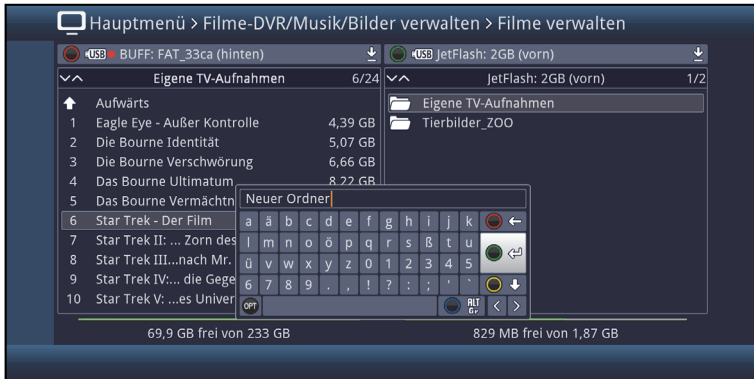 Hauptmenü > Filme-DVR/Musik/Bilder verwalten > Filme verwalten
USB BUFF: FAT_33ca (hinten)
USB JetFlash: 2GB (vorn)
Eigene TV-Aufnahmen 6/24
JetFlash: 2GB (vorn) 1/2
Aufwärts
Eigene TV-Aufnahmen
1 Eagle Eye - Außer Kontrolle 4,39 GB
Tierbilder_ZOO
2 Die Bourne Identität 5,07 GB
3 Die Bourne Verschwörung 6,66 GB
4 Das Bourne Ultimatum 8,22 GB
5 Das Bourne Vermächtn
6 Star Trek - Der Film
7 Star Trek II: ... Zorn des
8 Star Trek III...nach Mr.
9 Star Trek IV:... die Gege
10 Star Trek V: ...es Univer
Neuer Ordner
a ä b c d e f g h i j k
l m n o ö p q r s ß t u
ü v w x y z 0 1 2 3 4 5
6 7 8 9 . , ! ? : ; ' `
OPT ALT Gr < >
69,9 GB frei von 233 GB
829 MB frei von 1,87 GB